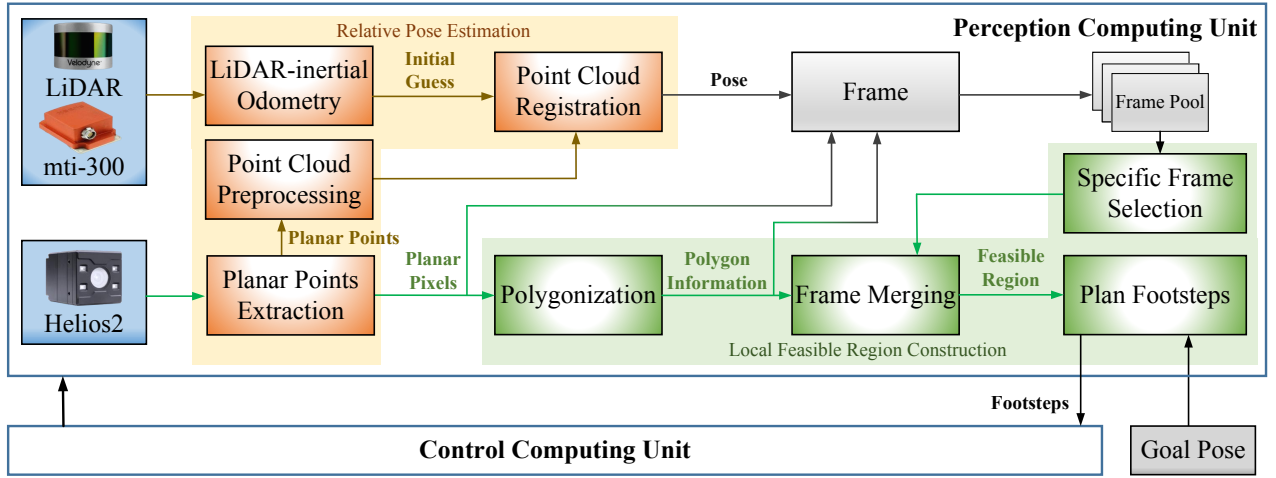 Relative Pose Estimation
Perception Computing Unit
Velodyne
LiDAR
mti-300
LiDAR-inertial
Odometry
Initial
Guess
Point Cloud
Registration
Pose
Frame
Frame Pool
Point Cloud
Preprocessing
Specific Frame
Selection
Planar Points
Helios2
Planar Points
Extraction
Planar
Pixels
Polygonization
Polygon
Information
Frame Merging
Feasible
Region
Plan Footsteps
Local Feasible Region Construction
Footsteps
Control Computing Unit
Goal Pose